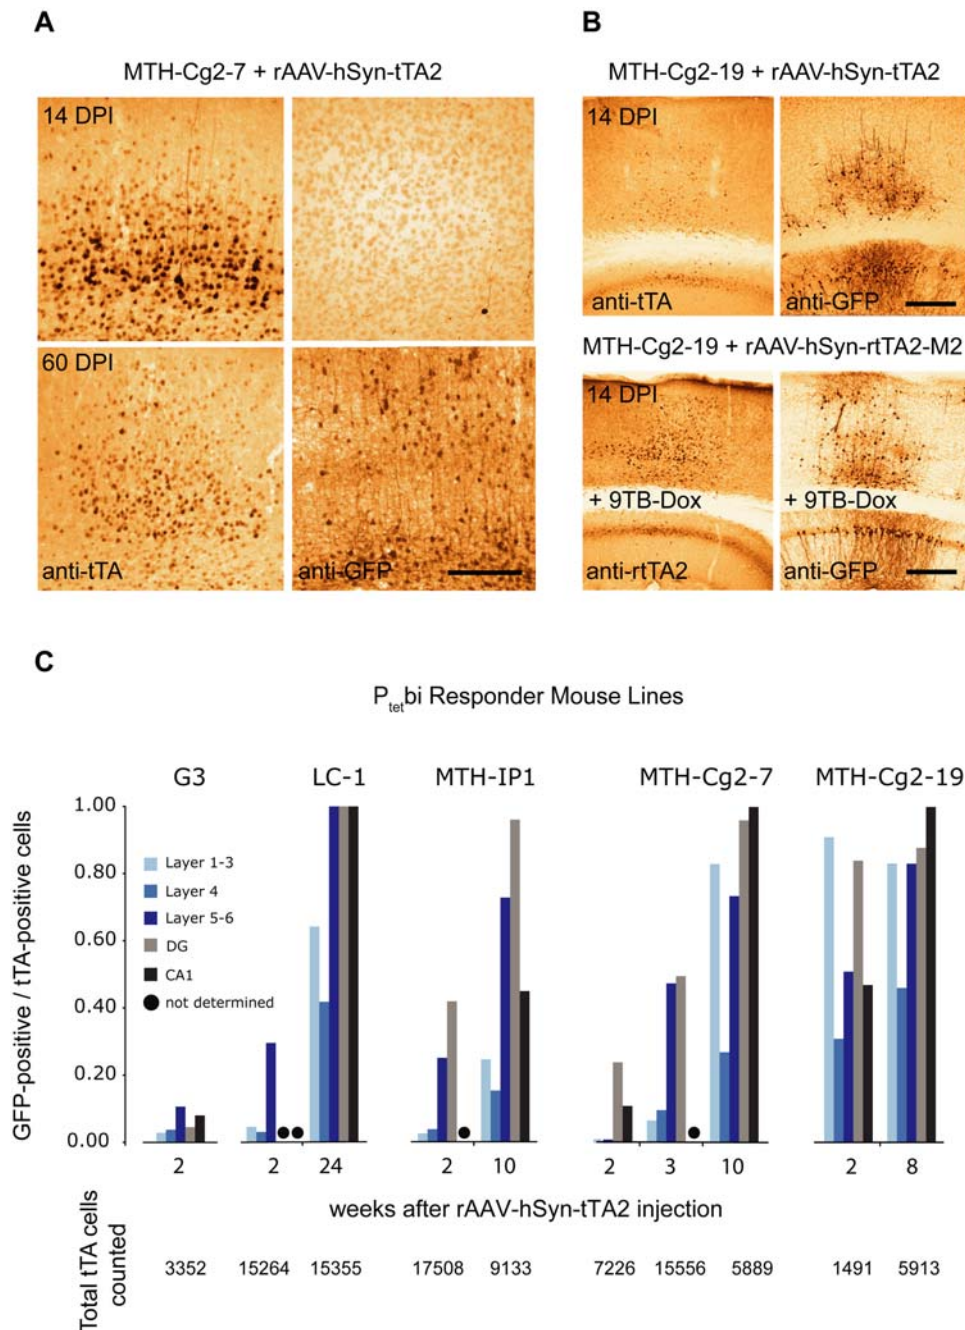 A
B
MTH-Cg2-7 + rAAV-hSyn-tTA2
MTH-Cg2-19 + rAAV-hSyn-tTA2
14 DPI
14 DPI
anti-tTA
anti-GFP
MTH-Cg2-19 + rAAV-hSyn-rtTA2-M2
60 DPI
14 DPI
+ 9TB-Dox
+ 9TB-Dox
anti-tTA
anti-GFP
anti-rtTA2
anti-GFP
C
Ptetbi Responder Mouse Lines
G3
LC-1
MTH-IP1
MTH-Cg2-7
MTH-Cg2-19
GFP-positive / tTA-positive cells
1.00
0.80
0.60
0.40
0.20
0.00
Layer 1-3
Layer 4
Layer 5-6
DG
CA1
not determined
2
2
24
2
10
2
3
10
2
8
weeks after rAAV-hSyn-tTA2 injection
Total tTA cells
counted
3352
15264
15355
17508
9133
7226
15556
5889
1491
5913